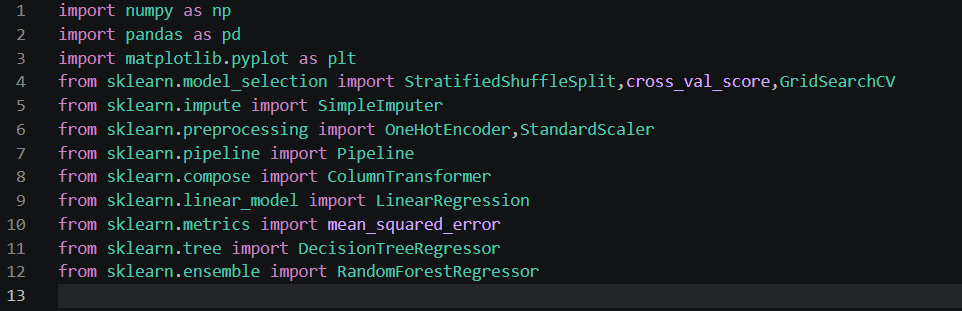 1 import numpy as np
2 import pandas as pd
3 import matplotlib.pyplot as plt
4 from sklearn.model_selection import StratifiedShuffleSplit,cross_val_score,GridSearchCV
5 from sklearn.impute import SimpleImputer
6 from sklearn.preprocessing import OneHotEncoder,StandardScaler
7 from sklearn.pipeline import Pipeline
8 from sklearn.compose import ColumnTransformer
9 from sklearn.linear_model import LinearRegression
10 from sklearn.metrics import mean_squared_error
11 from sklearn.tree import DecisionTreeRegressor
12 from sklearn.ensemble import RandomForestRegressor
13